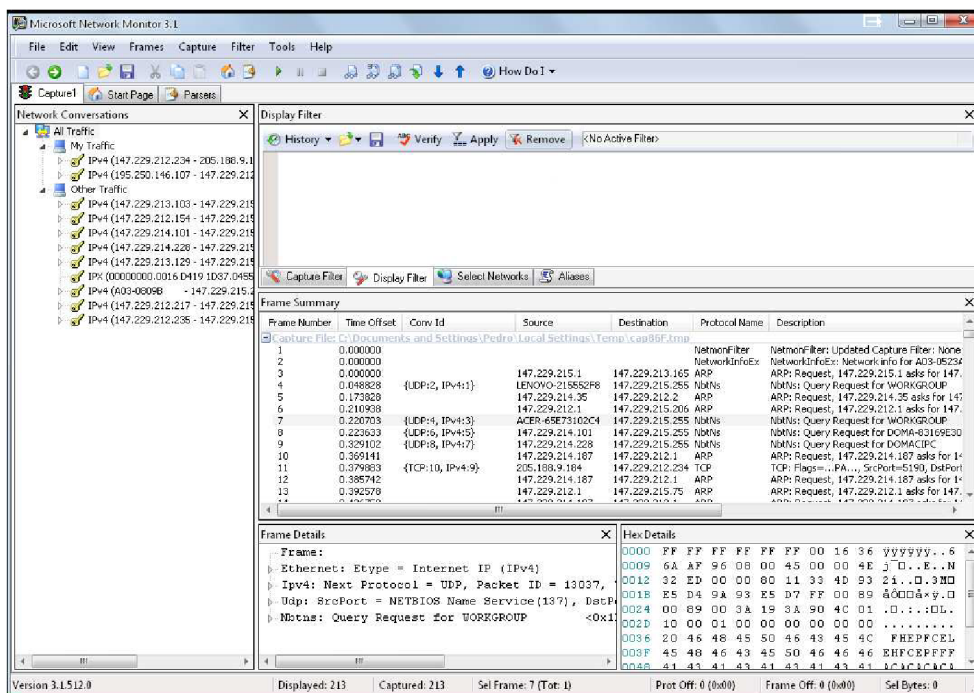 Microsoft Network Monitor 3.1
File Edit View Frames Capture Filter Tools Help
How Do I
Capture1 Start Page Parsers
Network Conversations
All Traffic
My Traffic
IPv4 (147.229.212.234 - 205.188.9.1
IPv4 (195.250.146.107 - 147.229.212
Other Traffic
IPv4 (147.229.213.103 - 147.229.215
IPv4 (147.229.212.154 - 147.229.215
IPv4 (147.229.214.101 - 147.229.215
IPv4 (147.229.214.228 - 147.229.215
IPv4 (147.229.213.129 - 147.229.215
IPX (00000000.0016D419 1D37.0455
IPv4 (A03-0809B - 147.229.215.2
IPv4 (147.229.212.217 - 147.229.215
IPv4 (147.229.212.235 - 147.229.215
Display Filter
History Verify Apply Remove <No Active Filter>
Capture Filter Display Filter Select Networks Aliases
Frame Summary
Frame Number Time Offset Conv Id Source Destination Protocol Name Description
Capture File: C:\Documents and Settings\Pedro\Local Settings\Temp\cap86F.tmp
1 0.000000 NetmonFilter NetmonFilter: Updated Capture Filter: None
2 0.000000 NetworkInfoEx NetworkInfoEx: Network info for A03-0523A
3 0.000000 147.229.215.1 147.229.213.165 ARP ARP: Request, 147.229.215.1 asks for 147.
4 0.048828 {UDP:2, IPv4:1} LENOVO-215552F8 147.229.215.255 NbtNs NbtNs: Query Request for WORKGROUP
5 0.173828 147.229.214.35 147.229.212.2 ARP ARP: Request, 147.229.214.35 asks for 147
6 0.210938 147.229.212.1 147.229.215.206 ARP ARP: Request, 147.229.212.1 asks for 147.
7 0.220703 {UDP:4, IPv4:3} ACER-65E73102C4 147.229.215.255 NbtNs NbtNs: Query Request for WORKGROUP
8 0.223633 {UDP:6, IPv4:5} 147.229.214.101 147.229.215.255 NbtNs NbtNs: Query Request for DOMA-83169E30
9 0.329102 {UDP:8, IPv4:7} 147.229.214.228 147.229.215.255 NbtNs NbtNs: Query Request for DOMACIPC
10 0.369141 147.229.214.187 147.229.212.1 ARP ARP: Request, 147.229.214.187 asks for 14
11 0.379883 {TCP:10, IPv4:9} 205.188.9.184 147.229.212.234 TCP TCP: Flags=...PA..., SrcPort=5190, DstPort
12 0.385742 147.229.214.187 147.229.212.1 ARP ARP: Request, 147.229.214.187 asks for 14
13 0.392578 147.229.212.1 147.229.215.75 ARP ARP: Request, 147.229.212.1 asks for 147.
Frame Details
Frame:
Ethernet: Etype = Internet IP (IPv4)
Ipv4: Next Protocol = UDP, Packet ID = 13037,
Udp: SrcPort = NETBIOS Name Service(137), DstP
Nbtns: Query Request for WORKGROUP <0x1
Hex Details
0000 FF FF FF FF FF FF 00 16 36 ÿÿÿÿÿÿ..6
0009 6A AF 96 08 00 45 00 00 4E
0012 32 ED 00 00 80 11 33 4D 93
001B E5 D4 9A 93 E5 D7 FF 00 89
0024 00 89 00 3A 19 3A 90 4C 01
002D 10 00 01 00 00 00 00 00 00 .........
0036 20 46 48 45 50 46 43 45 4C FHEPFCEL
003F 45 48 46 43 45 50 46 46 46 EHFCEPFFF
0048 41 43 41 43 41 43 41 43 41 ACACACACA
Version 3.1.512.0 Displayed: 213 Captured: 213 Sel Frame: 7 (Tot: 1) Prot Off: 0 (0x00) Frame Off: 0 (0x00) Sel Bytes: 0